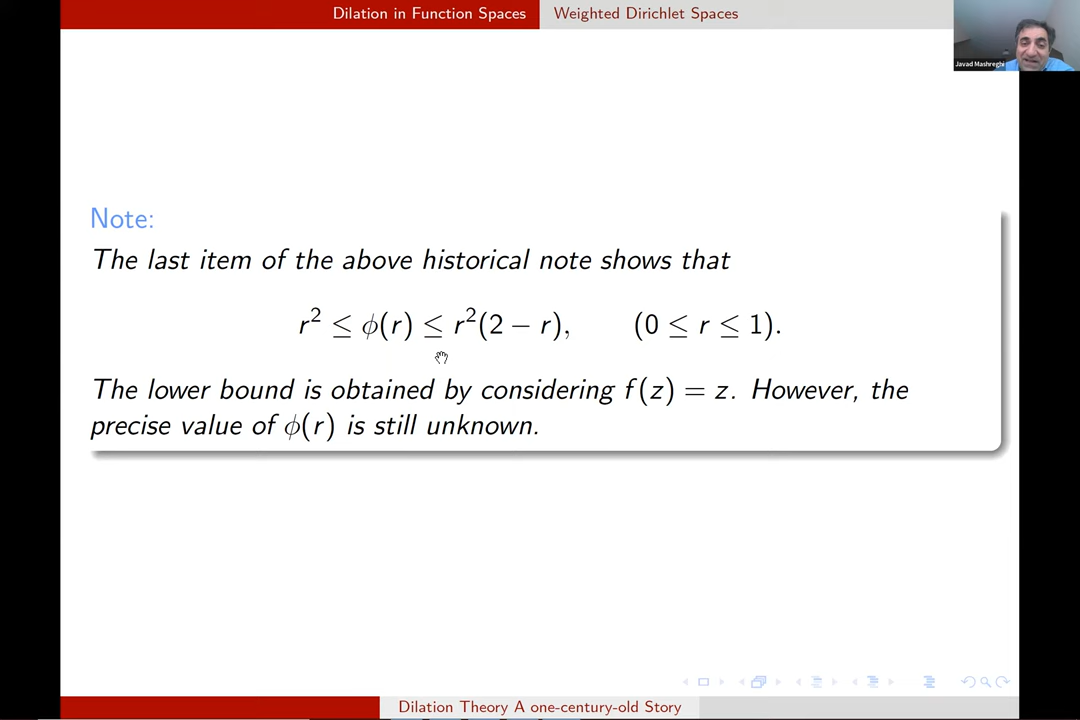 Dilation in Function Spaces Weighted Dirichlet Spaces
Javad Mashreghi
Note:
The last item of the above historical note shows that
r² ≤ ϕ(r) ≤ r²(2 − r), (0 ≤ r ≤ 1).
The lower bound is obtained by considering f(z) = z. However, the
precise value of ϕ(r) is still unknown.
Dilation Theory A one-century-old Story